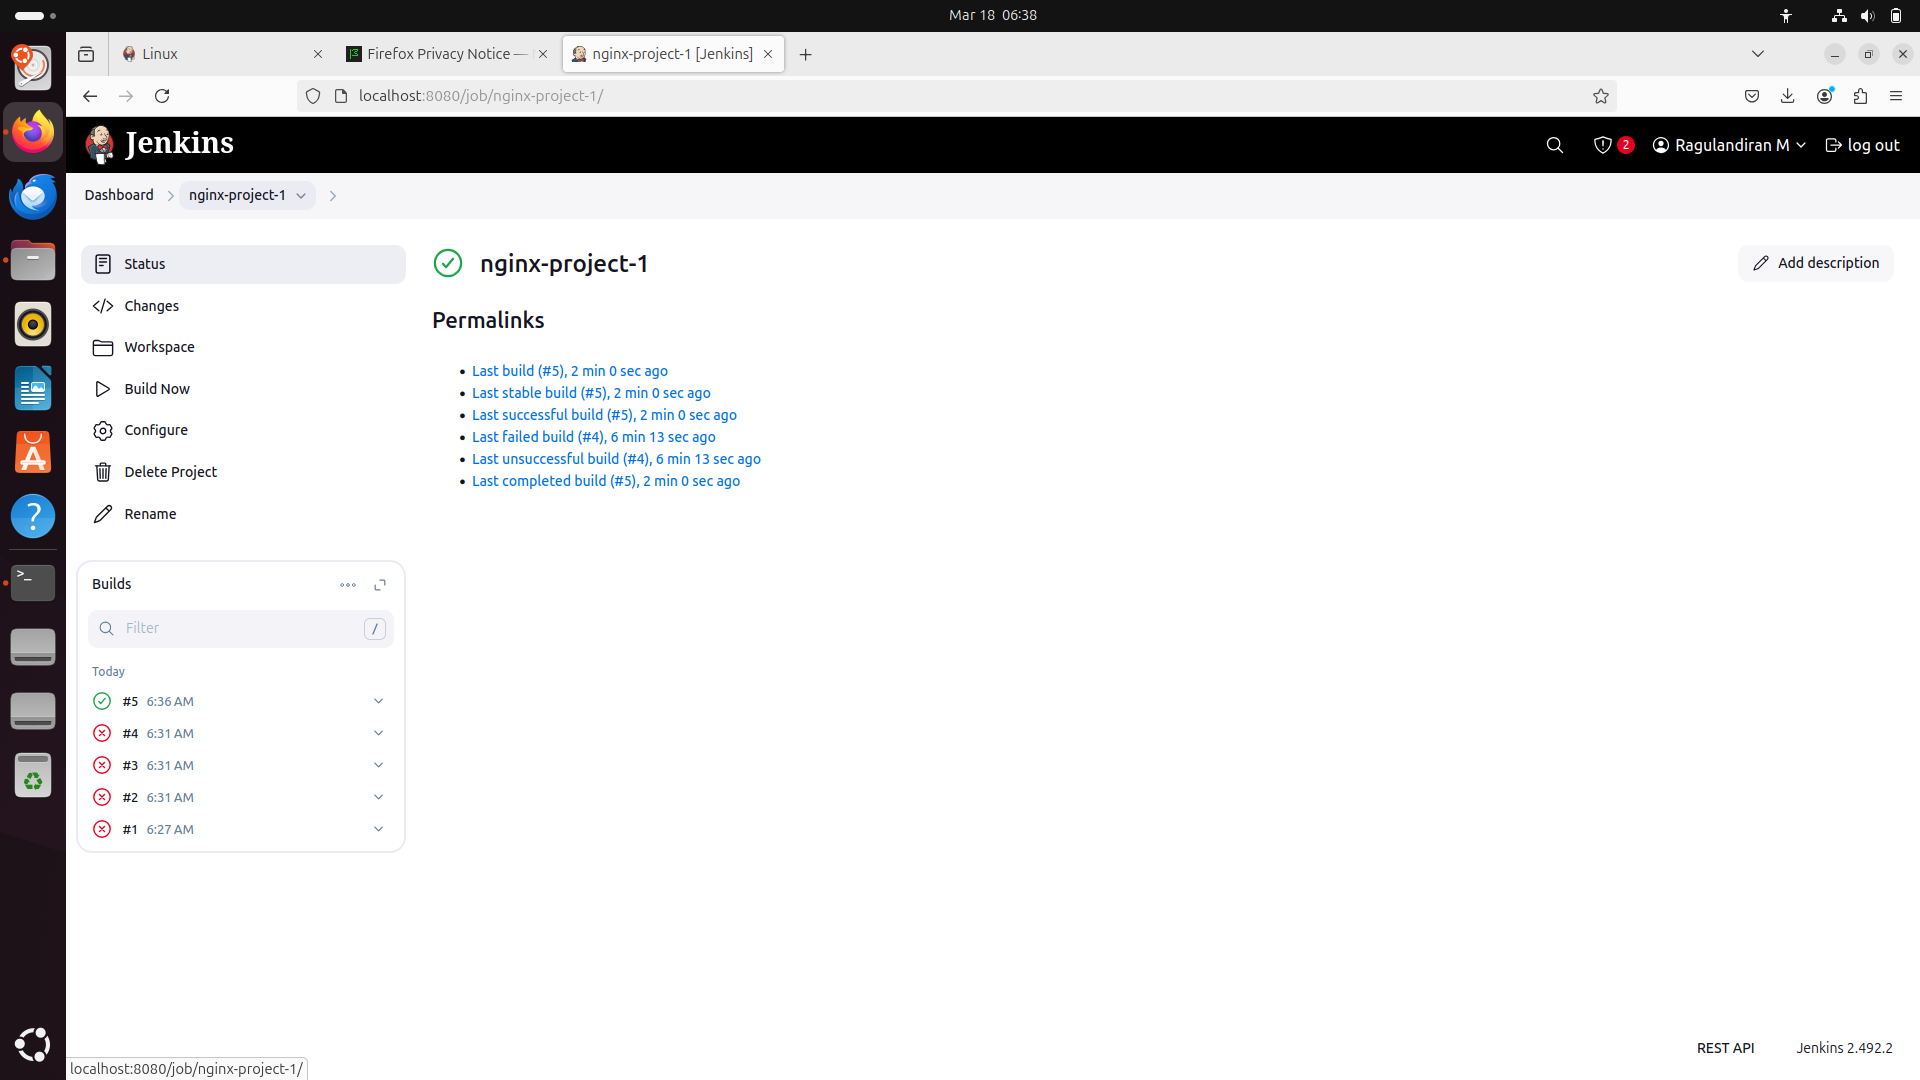 Mar 18 06:38
Linux
Firefox Privacy Notice —
nginx-project-1 [Jenkins]
localhost:8080/job/nginx-project-1/
Jenkins
2
Ragulandiran M
log out
Dashboard
nginx-project-1
Status
Changes
Workspace
Build Now
Configure
Delete Project
Rename
nginx-project-1
Add description
Permalinks
Last build (#5), 2 min 0 sec ago
Last stable build (#5), 2 min 0 sec ago
Last successful build (#5), 2 min 0 sec ago
Last failed build (#4), 6 min 13 sec ago
Last unsuccessful build (#4), 6 min 13 sec ago
Last completed build (#5), 2 min 0 sec ago
Builds
Filter
/
Today
#5 6:36 AM
#4 6:31 AM
#3 6:31 AM
#2 6:31 AM
#1 6:27 AM
REST API
Jenkins 2.492.2
localhost:8080/job/nginx-project-1/